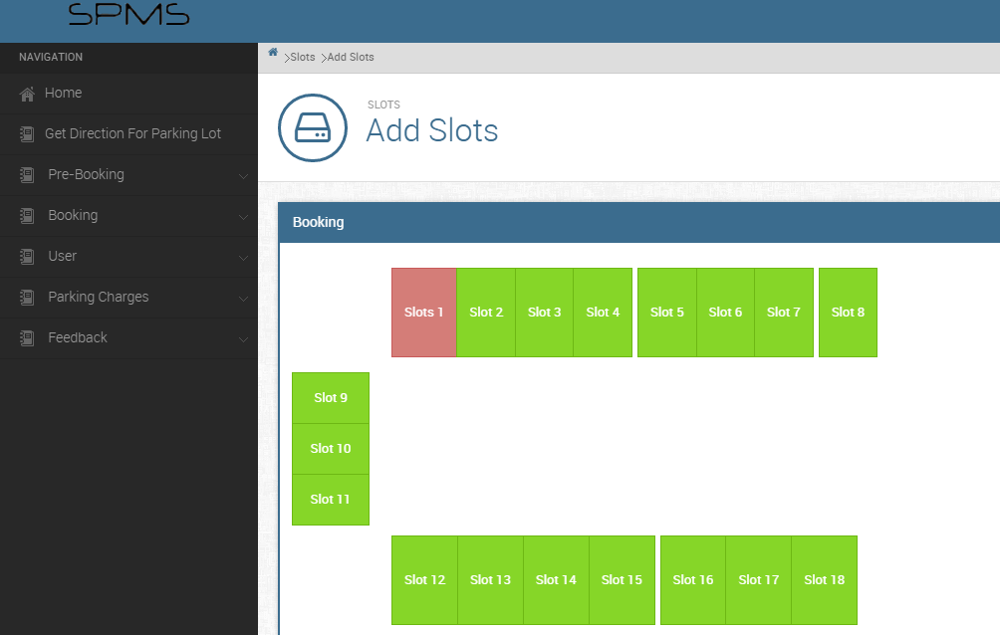 SPMS
NAVIGATION
Home
Get Direction For Parking Lot
Pre-Booking
Booking
User
Parking Charges
Feedback
Slots Add Slots
SLOTS
Add Slots
Booking
Slots 1 Slot 2 Slot 3 Slot 4 Slot 5 Slot 6 Slot 7 Slot 8
Slot 9
Slot 10
Slot 11
Slot 12 Slot 13 Slot 14 Slot 15 Slot 16 Slot 17 Slot 18